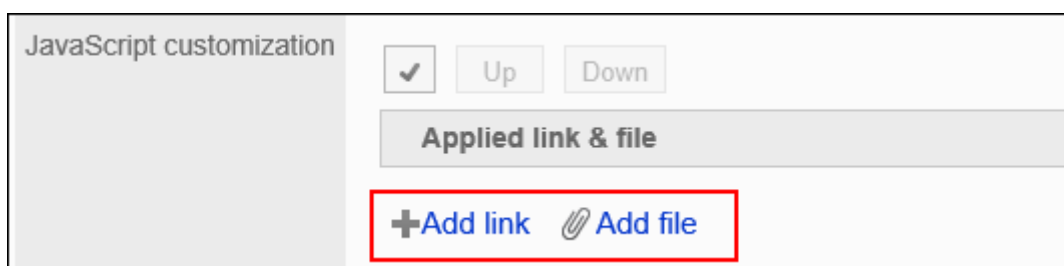 JavaScript customization
Up Down
Applied link & file
Add link Add file